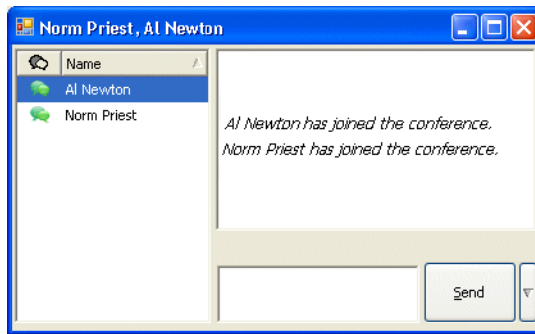 Norm Priest, Al Newton
Name
Al Newton
Norm Priest
Al Newton has joined the conference.
Norm Priest has joined the conference.
Send